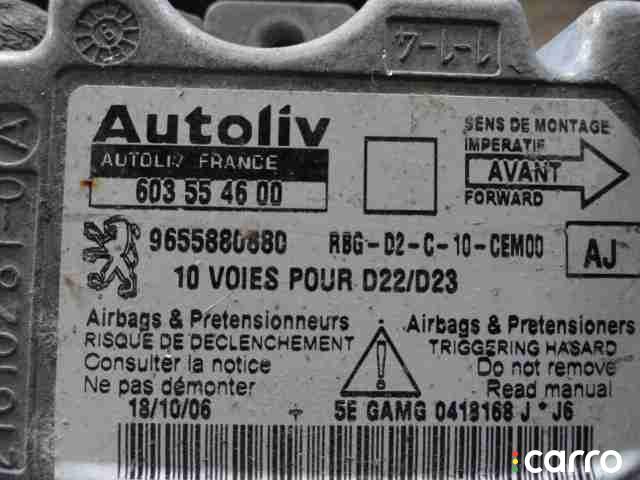 Autoliv
AUTOLIV FRANCE
603 55 46 00
SENS DE MONTAGE
IMPERATIF
AVANT
FORWARD
9655880880 RBG-D2-C-10-CEM00
AJ
10 VOIES POUR D22/D23
Airbags & Pretensionneurs
RISQUE DE DECLENCHEMENT
Consulter la notice
Ne pas démonter
Airbags & Pretensioners
TRIGGERING HASARD
Do not remove
Read manual
18/10/06 + 5E GAMG 0418168 J * J6
carro